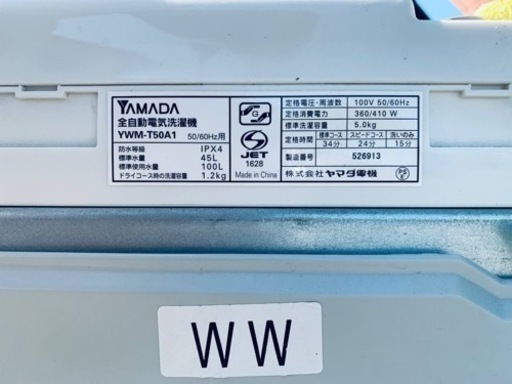 YAMADA
全自動電気洗濯機
YWM-T50A1 50/60Hz用
防水等級 IPX4
標準水量 45L
標準使用水量 100L
ドライコース時の洗濯容量 1.2kg
G
JET
1628
Made in China
定格電圧・周波数 100V 50/60Hz
定格消費電力 360/410 W
標準洗濯容量 5.0kg
定格時間 標準コース スピードコース 洗いのみ
34分 24分 15分
製造番号 526913
株式会社 ヤマダ電機
PS
E
WW